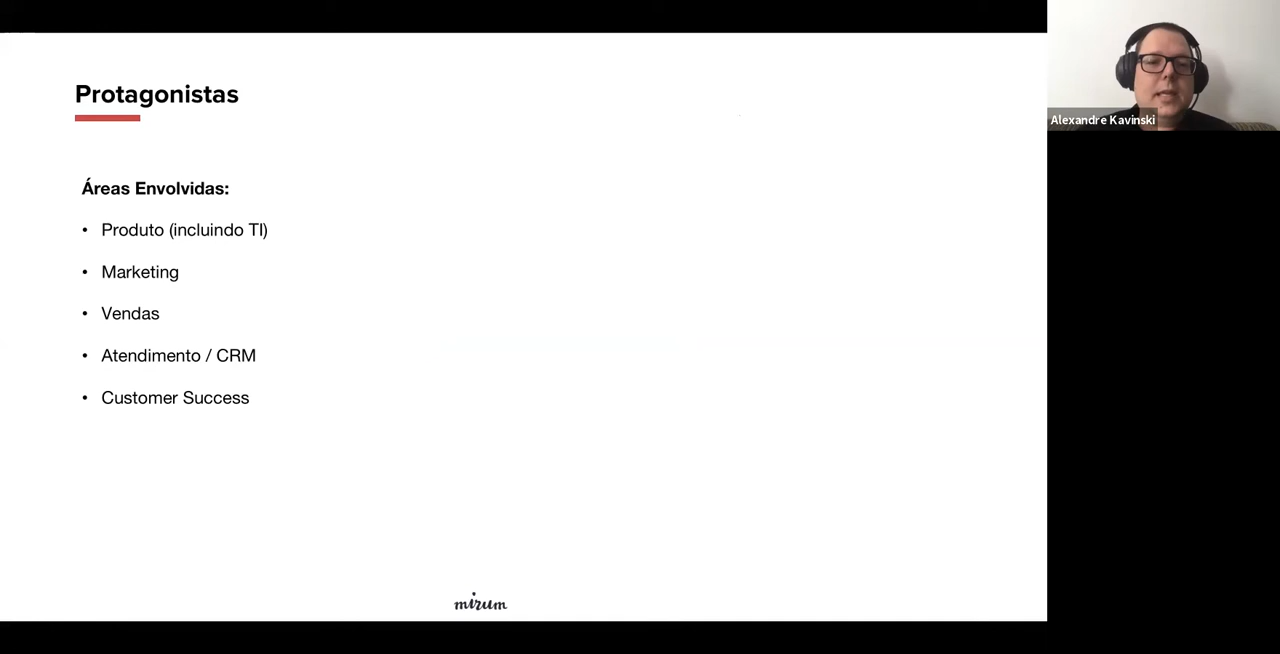 Protagonistas
Áreas Envolvidas:
• Produto (incluindo TI)
• Marketing
• Vendas
• Atendimento / CRM
• Customer Success
mirum
Alexandre Kavinski